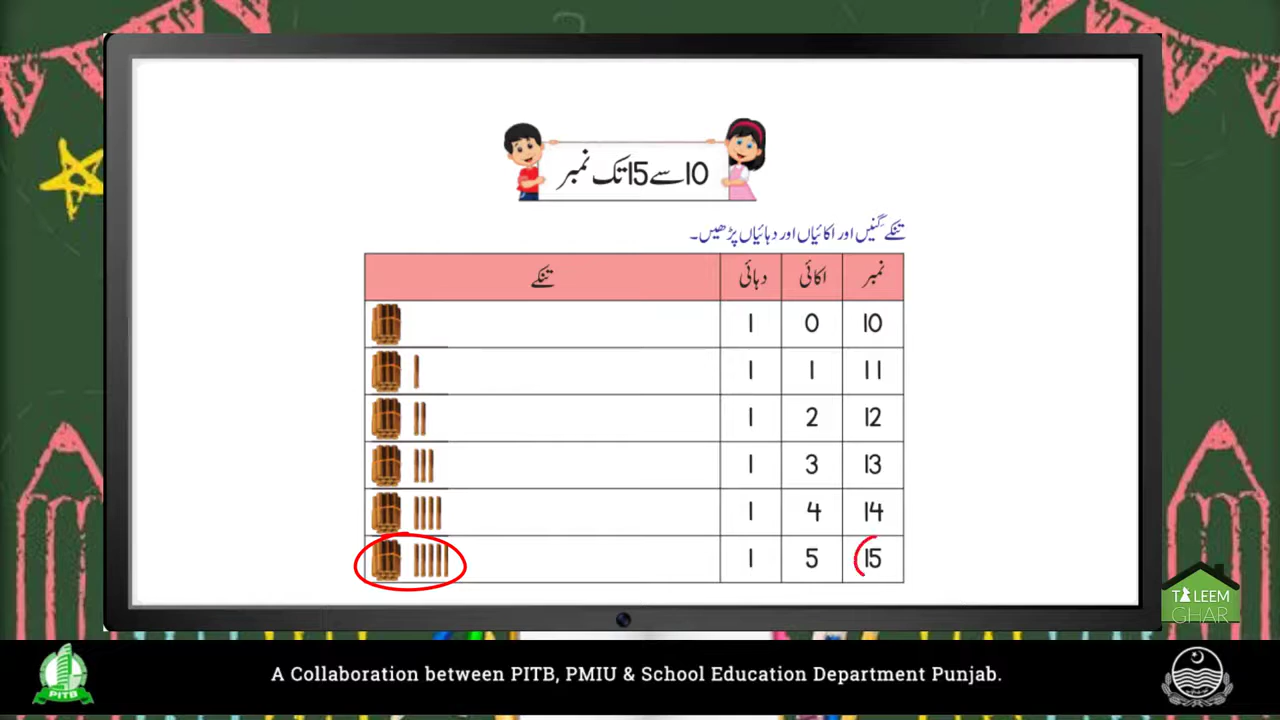 10 سے 15 تک نمبر
تنکے گنیں اور اکائیاں اور دہائیاں پڑھیں۔
نمبر اکائی دہائی تنکے
10 0 1
11 1 1
12 2 1
13 3 1
14 4 1
15 5 1
TALEEM
GHAR
PITB
A Collaboration between PITB, PMIU & School Education Department Punjab.